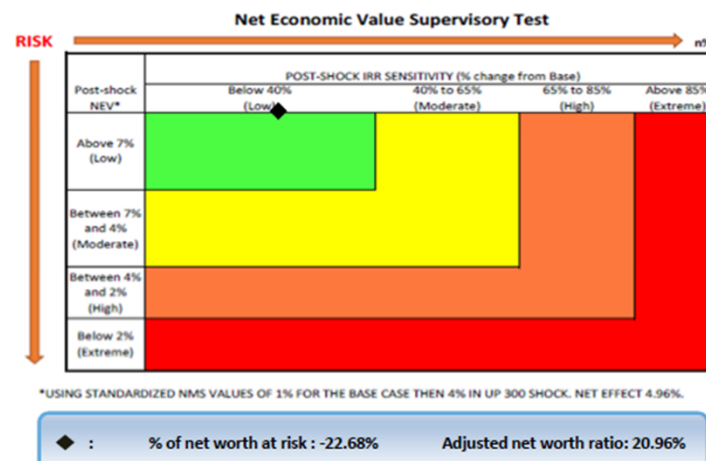 Net Economic Value Supervisory Test
RISK
n%
POST-SHOCK IRR SENSITIVITY (% change from Base)
Post-shock
NEV*
Below 40%
(Low)
40% to 65%
(Moderate)
65% to 85%
(High)
Above 85%
(Extreme)
Above 7%
(Low)
Between 7%
and 4%
(Moderate)
Between 4%
and 2%
(High)
Below 2%
(Extreme)
*USING STANDARDIZED NMS VALUES OF 1% FOR THE BASE CASE THEN 4% IN UP 300 SHOCK. NET EFFECT 4.96%.
: % of net worth at risk : -22.68% Adjusted net worth ratio: 20.96%